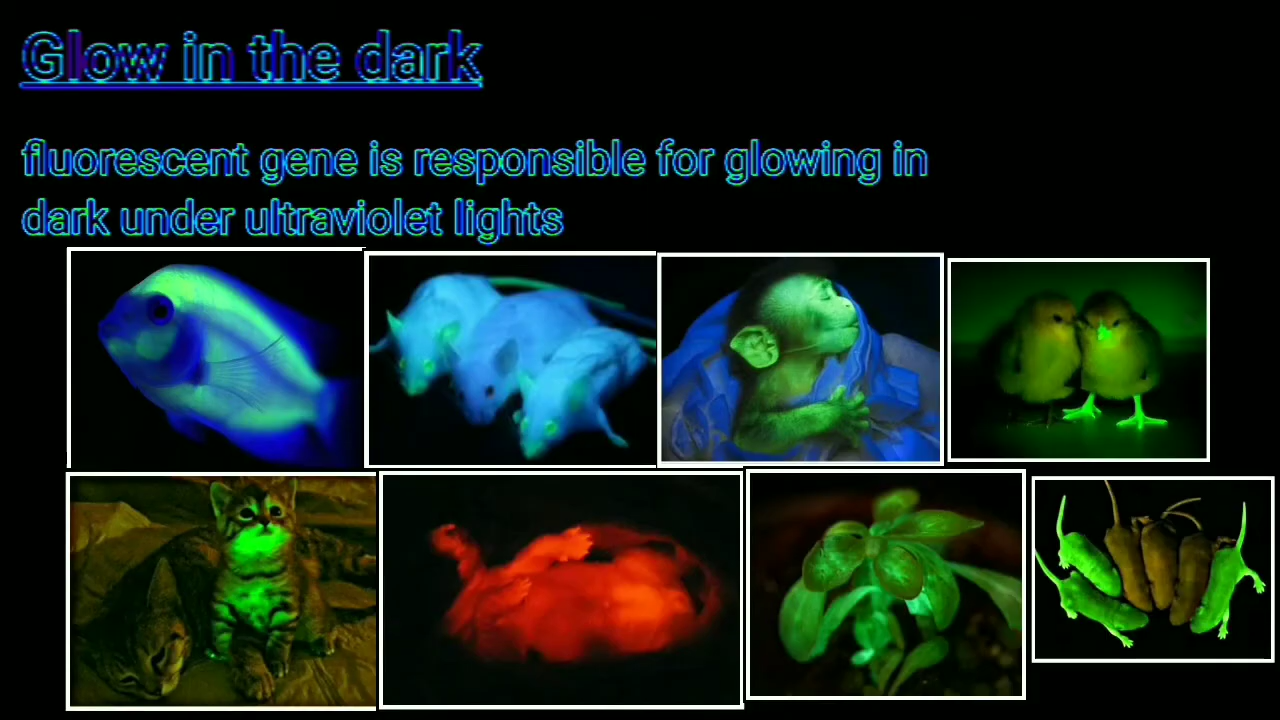 Glow in the dark
fluorescent gene is responsible for glowing in
dark under ultraviolet lights